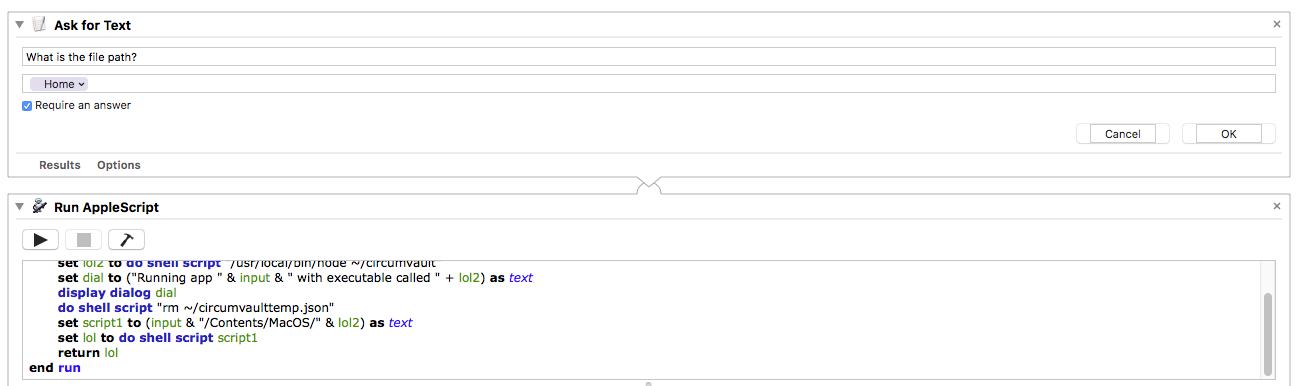 Ask for Text
What is the file path?
Home
Require an answer
Cancel OK
Results Options
Run AppleScript
set lol2 to do shell script "/usr/local/bin/node ~/circumvault"
set dial to ("Running app " & input & " with executable called " + lol2) as text
display dialog dial
do shell script "rm ~/circumvaulttemp.json"
set script1 to (input & "/Contents/MacOS/" & lol2) as text
set lol to do shell script script1
return lol
end run